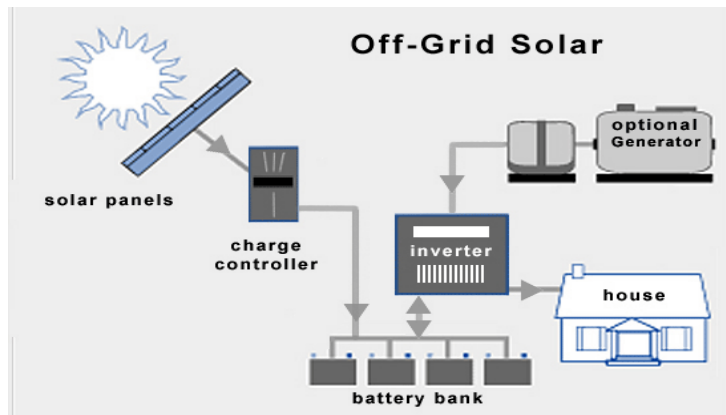 Off-Grid Solar
optional
Generator
solar panels
charge
controller
inverter
house
battery bank